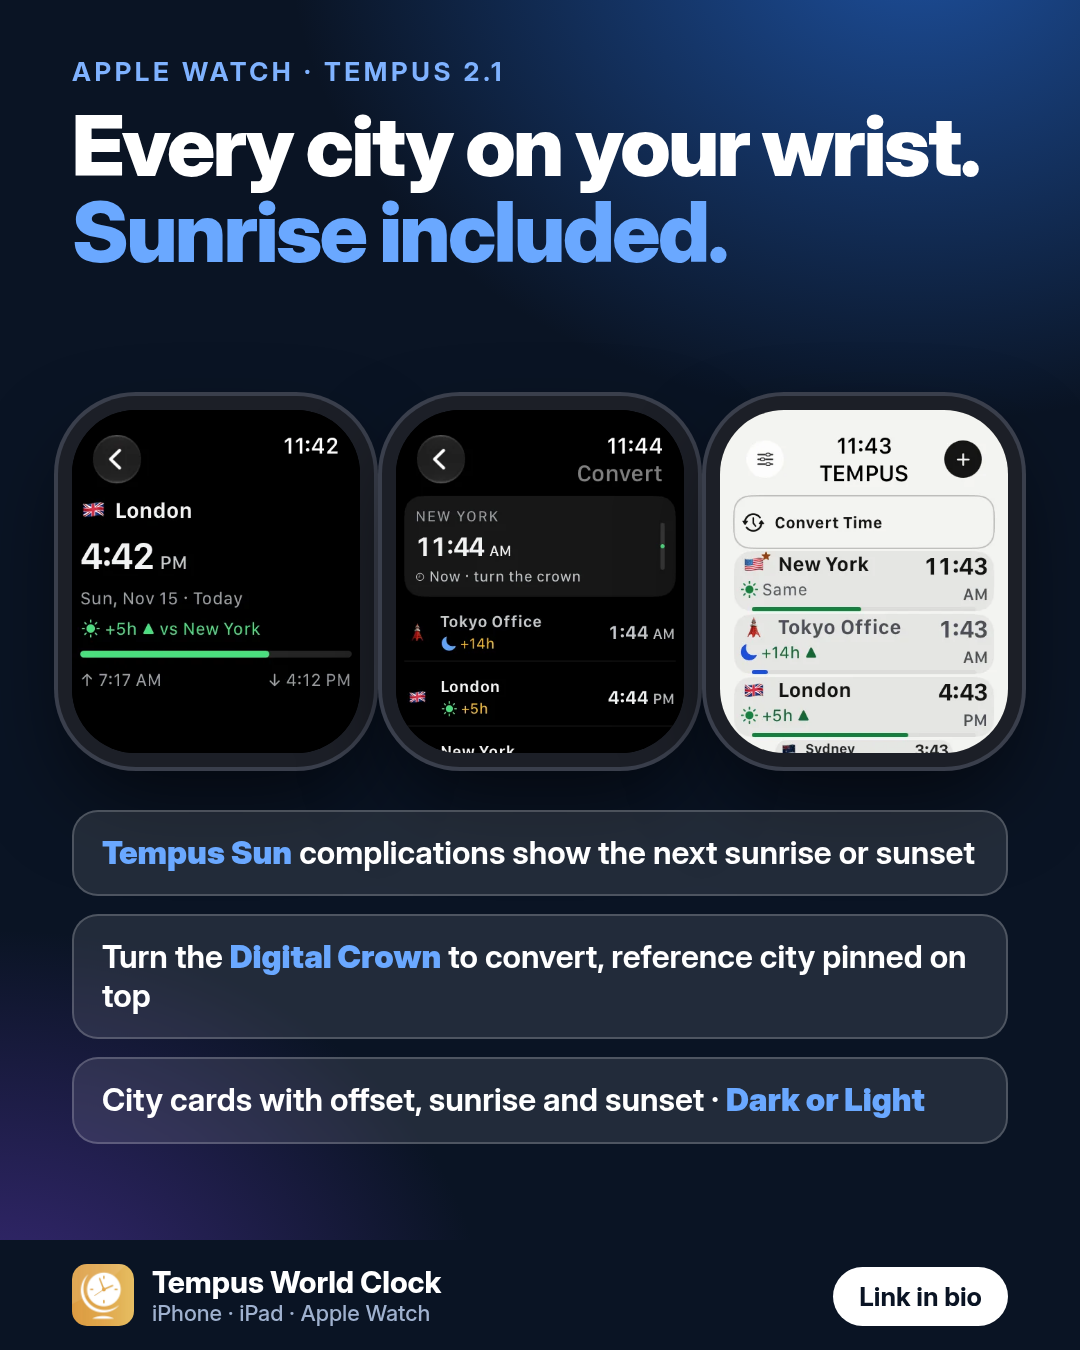 APPLE WATCH · TEMPUS 2.1
Every city on your wrist.
Sunrise included.
11:42
London
4:42 PM
Sun, Nov 15 · Today
+5h ▲ vs New York
↑ 7:17 AM
↓ 4:12 PM
11:44
Convert
NEW YORK
11:44 AM
Now · turn the crown
Tokyo Office
+14h
1:44 AM
London
+5h
4:44 PM
New York
11:43
TEMPUS
Convert Time
New York
11:43
Same
AM
Tokyo Office
1:43
+14h ▲
AM
London
4:43
+5h ▲
PM
Sydney
3:43
Tempus Sun complications show the next sunrise or sunset
Turn the Digital Crown to convert, reference city pinned on
top
City cards with offset, sunrise and sunset · Dark or Light
Tempus World Clock
iPhone · iPad · Apple Watch
Link in bio